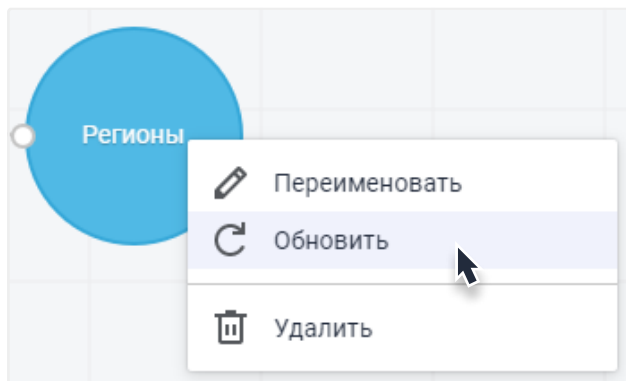 Регионы
Переименовать
Обновить
Удалить